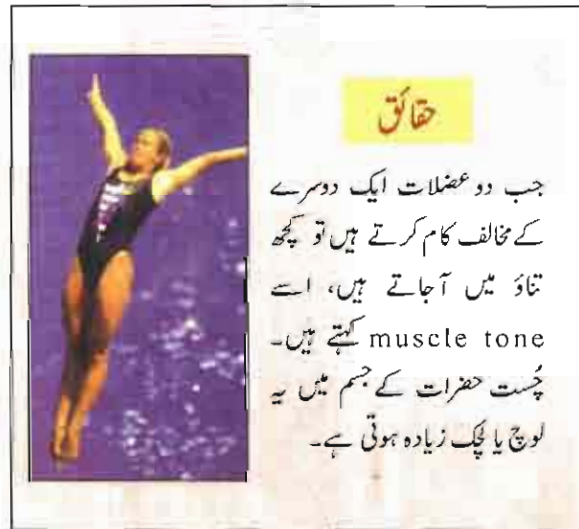 حقائق
جب دو عضلات ایک دوسرے
کے مخالف کام کرتے ہیں تو کچھ
تناؤ میں آجاتے ہیں، اسے
muscle tone کہتے ہیں۔
چُست حضرات کے جسم میں یہ
لوچ یا لچک زیادہ ہوتی ہے۔